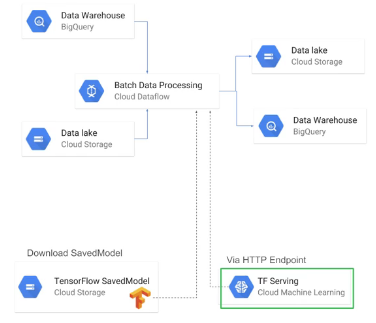 Data Warehouse
BigQuery
Data lake
Cloud Storage
Batch Data Processing
Cloud Dataflow
Data Warehouse
BigQuery
Data lake
Cloud Storage
Download SavedModel
Via HTTP Endpoint
TensorFlow SavedModel
Cloud Storage
TF Serving
Cloud Machine Learning